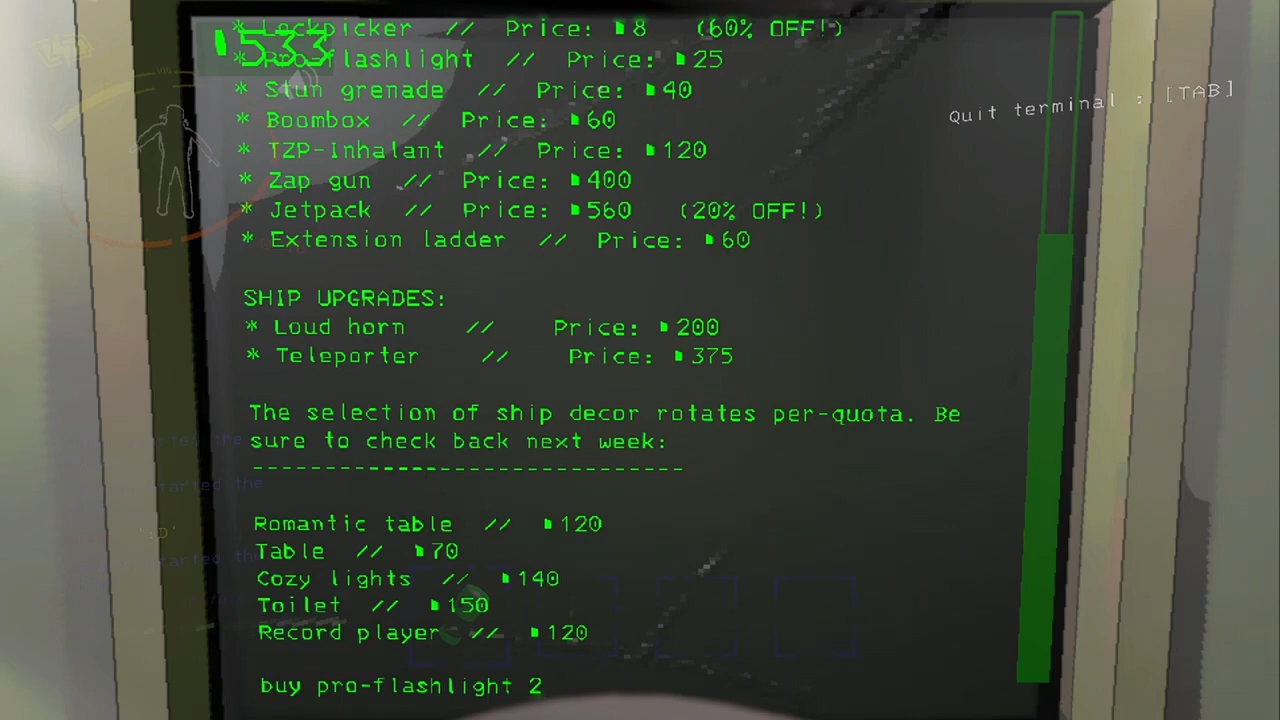 * Lockpicker // Price: ▮8 (60% OFF!)
▮533
* Pro-flashlight // Price: ▮25
* Stun grenade // Price: ▮40
Quit terminal : [TAB]
* Boombox // Price: ▮60
* TZP-Inhalant // Price: ▮120
* Zap gun // Price: ▮400
* Jetpack // Price: ▮560 (20% OFF!)
* Extension ladder // Price: ▮60
SHIP UPGRADES:
* Loud horn // Price: ▮200
* Teleporter // Price: ▮375
The selection of ship decor rotates per-quota. Be
sure to check back next week:
------------------------------
Romantic table // ▮120
Table // ▮70
Cozy lights // ▮140
Toilet // ▮150
Record player // ▮120
buy pro-flashlight 2